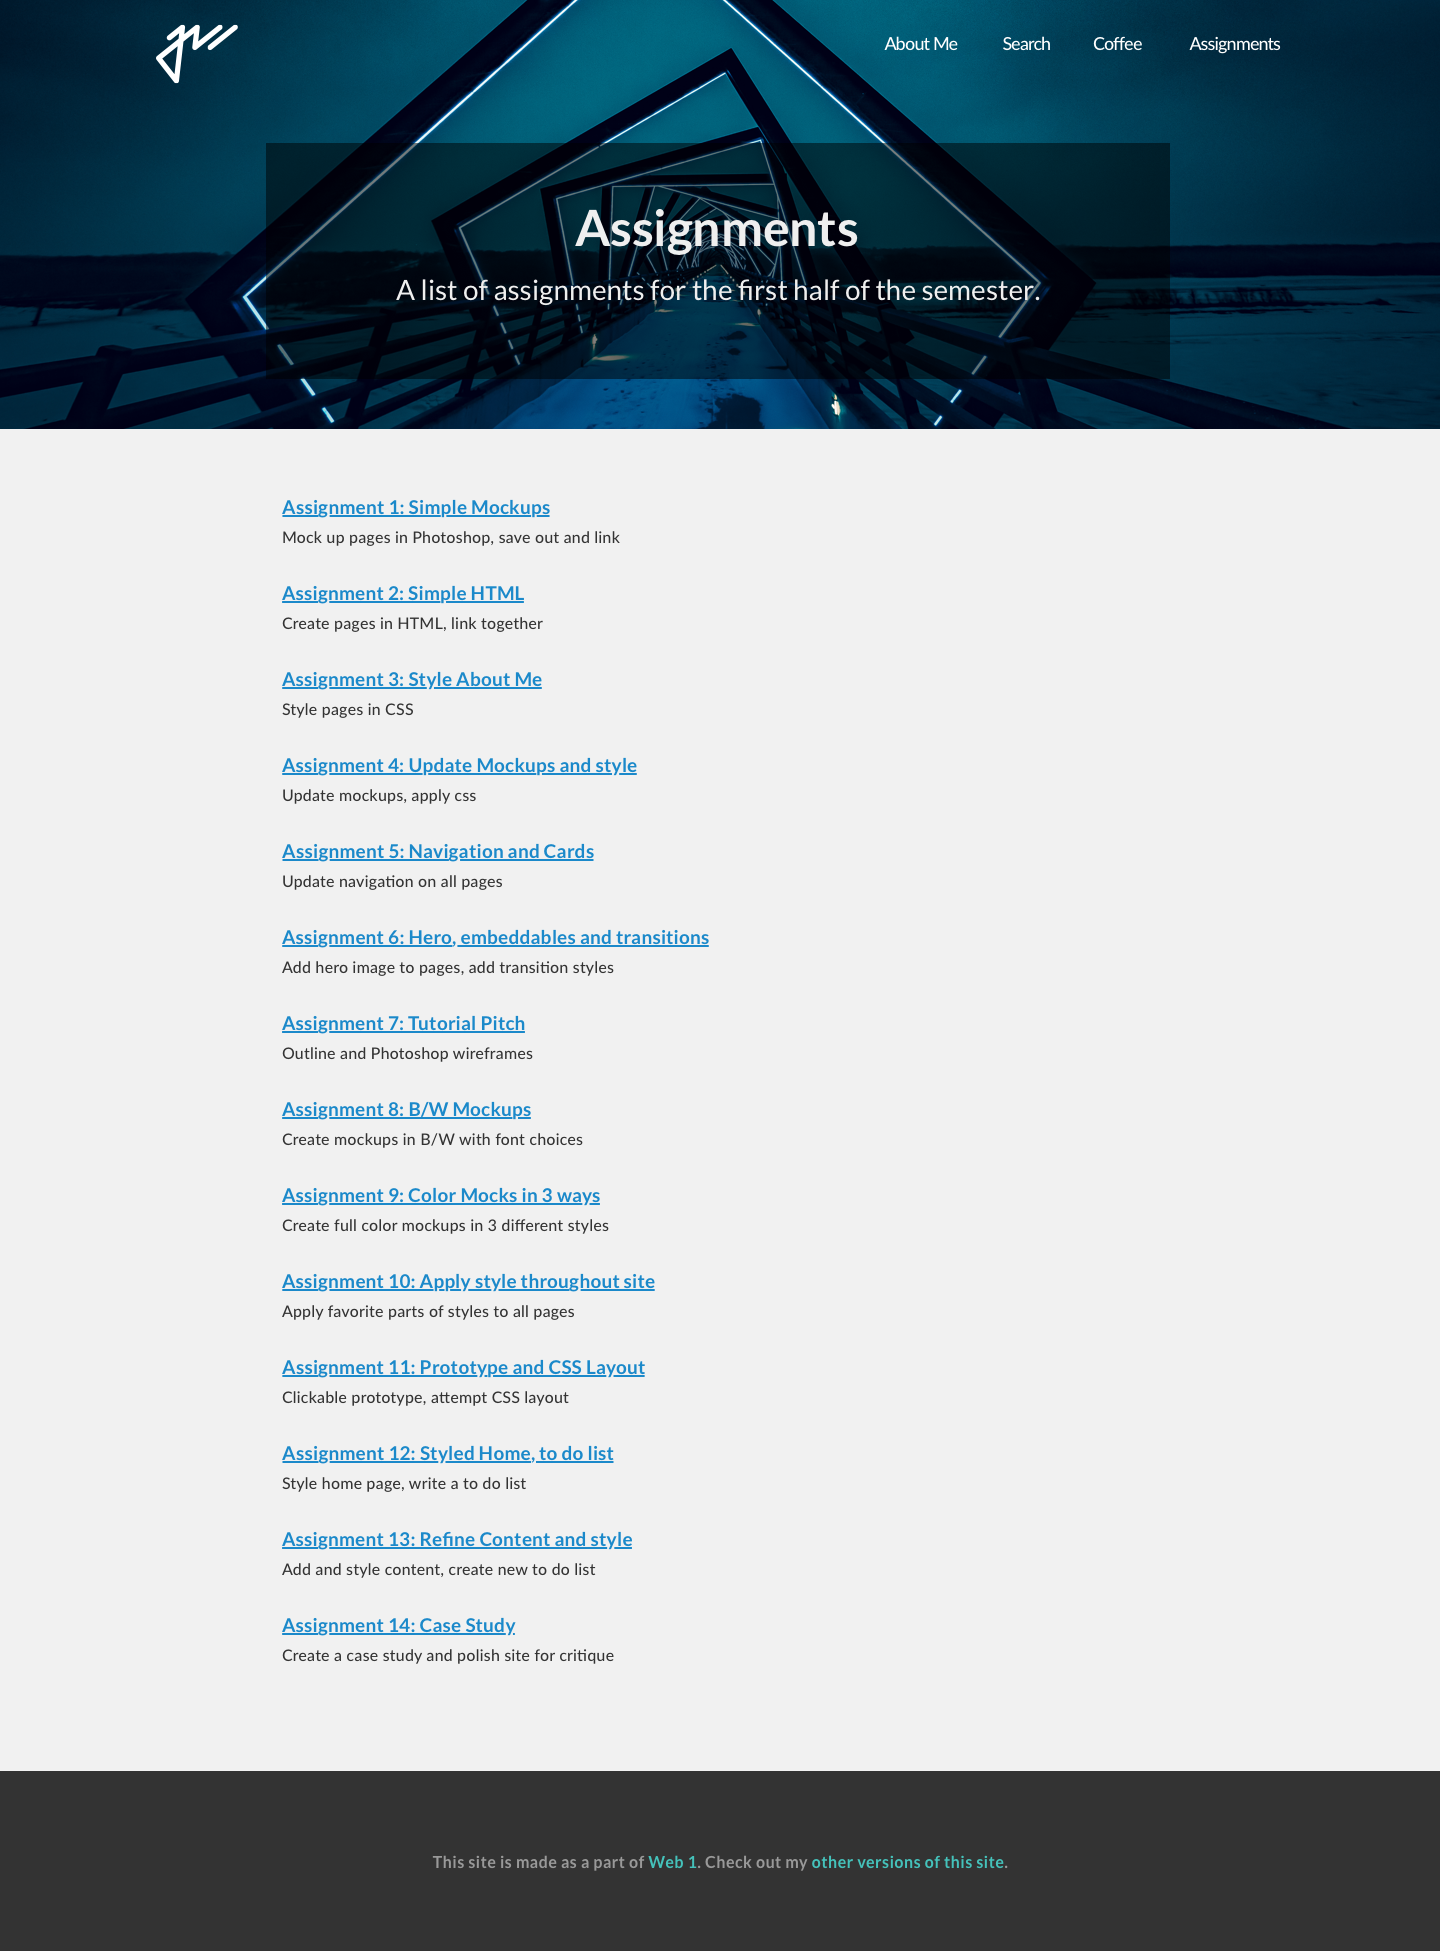 About Me Search Coffee Assignments
Assignments
A list of assignments for the first half of the semester.
Assignment 1: Simple Mockups
Mock up pages in Photoshop, save out and link
Assignment 2: Simple HTML
Create pages in HTML, link together
Assignment 3: Style About Me
Style pages in CSS
Assignment 4: Update Mockups and style
Update mockups, apply css
Assignment 5: Navigation and Cards
Update navigation on all pages
Assignment 6: Hero, embeddables and transitions
Add hero image to pages, add transition styles
Assignment 7: Tutorial Pitch
Outline and Photoshop wireframes
Assignment 8: B/W Mockups
Create mockups in B/W with font choices
Assignment 9: Color Mocks in 3 ways
Create full color mockups in 3 different styles
Assignment 10: Apply style throughout site
Apply favorite parts of styles to all pages
Assignment 11: Prototype and CSS Layout
Clickable prototype, attempt CSS layout
Assignment 12: Styled Home, to do list
Style home page, write a to do list
Assignment 13: Refine Content and style
Add and style content, create new to do list
Assignment 14: Case Study
Create a case study and polish site for critique
This site is made as a part of Web 1. Check out my other versions of this site.